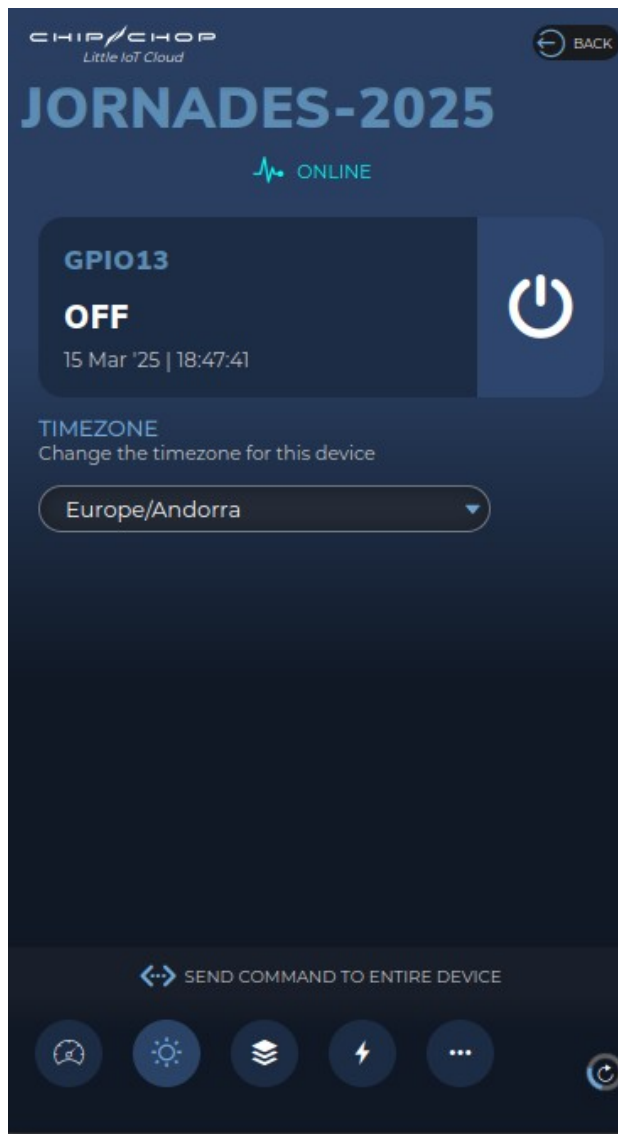 CHIP/CHOP
Little IoT Cloud
BACK
JORNADES-2025
ONLINE
GPIO13
OFF
15 Mar '25 | 18:47:41
TIMEZONE
Change the timezone for this device
Europe/Andorra
SEND COMMAND TO ENTIRE DEVICE